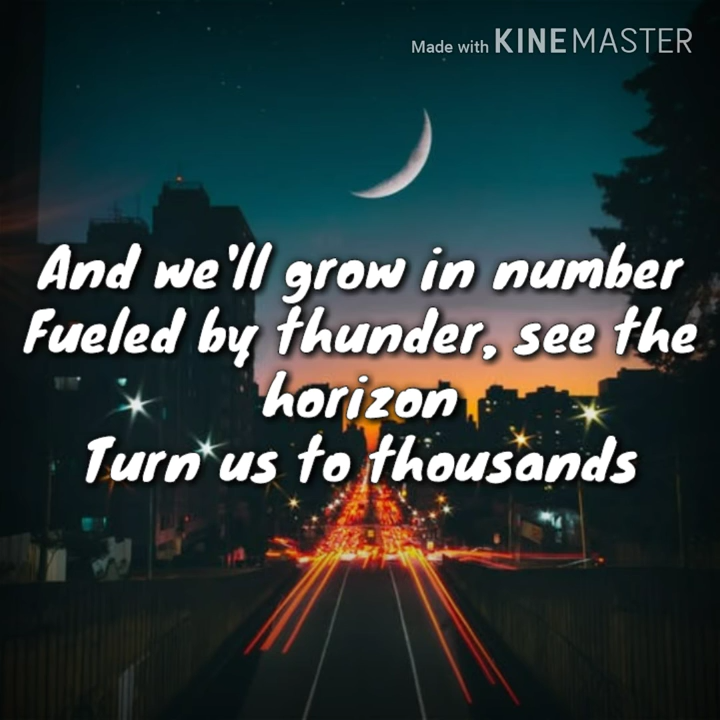 Made with KINEMASTER
And we'll grow in number
Fueled by thunder, see the
horizon
Turn us to thousands